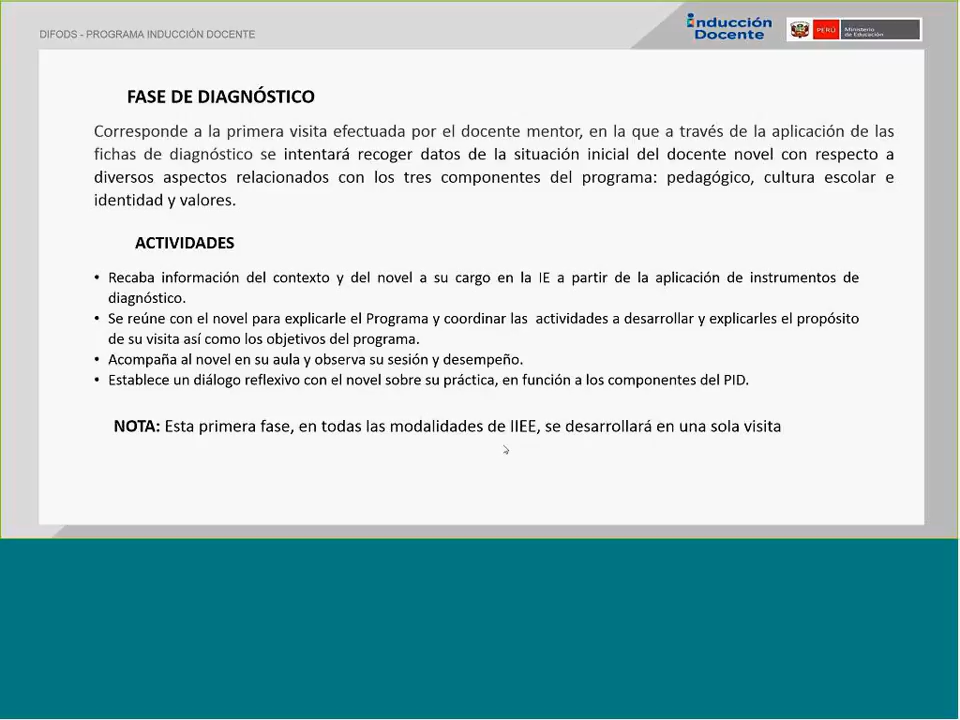 DIFODS - PROGRAMA INDUCCIÓN DOCENTE
inducción
Docente
PERÚ
Ministerio
de Educación
FASE DE DIAGNÓSTICO
Corresponde a la primera visita efectuada por el docente mentor, en la que a través de la aplicación de las
fichas de diagnóstico se intentará recoger datos de la situación inicial del docente novel con respecto a
diversos aspectos relacionados con los tres componentes del programa: pedagógico, cultura escolar e
identidad y valores.
ACTIVIDADES
• Recaba información del contexto y del novel a su cargo en la IE a partir de la aplicación de instrumentos de
diagnóstico.
• Se reúne con el novel para explicarle el Programa y coordinar las actividades a desarrollar y explicarles el propósito
de su visita así como los objetivos del programa.
• Acompaña al novel en su aula y observa su sesión y desempeño.
• Establece un diálogo reflexivo con el novel sobre su práctica, en función a los componentes del PID.
NOTA: Esta primera fase, en todas las modalidades de IIEE, se desarrollará en una sola visita